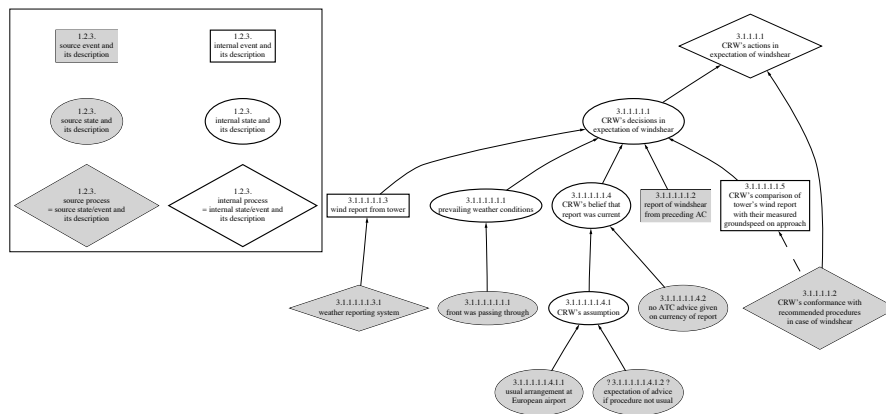 1.2.3.
source event and
its description
1.2.3.
internal event and
its description
1.2.3.
source state and
its description
1.2.3.
internal state and
its description
1.2.3.
source process
= source state/event and
its description
1.2.3.
internal process
= internal state/event and
its description
3.1.1.1.1
CRW's actions in
expectation of windshear
3.1.1.1.1.1
CRW's decisions in
expectation of windshear
3.1.1.1.1.1.3
wind report from tower
3.1.1.1.1.1.1
prevailing weather conditions
3.1.1.1.1.1.4
CRW's belief that
report was current
3.1.1.1.1.1.2
report of windshear
from preceding AC
3.1.1.1.1.1.5
CRW's comparison of
tower's wind report
with their measured
groundspeed on approach
3.1.1.1.1.1.3.1
weather reporting system
3.1.1.1.1.1.1.1
front was passing through
3.1.1.1.1.1.4.1
CRW's assumption
3.1.1.1.1.1.4.2
no ATC advice given
on currency of report
3.1.1.1.1.2
CRW's conformance with
recommended procedures
in case of windshear
3.1.1.1.1.1.4.1.1
usual arrangement at
European airport
? 3.1.1.1.1.1.4.1.2 ?
expectation of advice
if procedure not usual